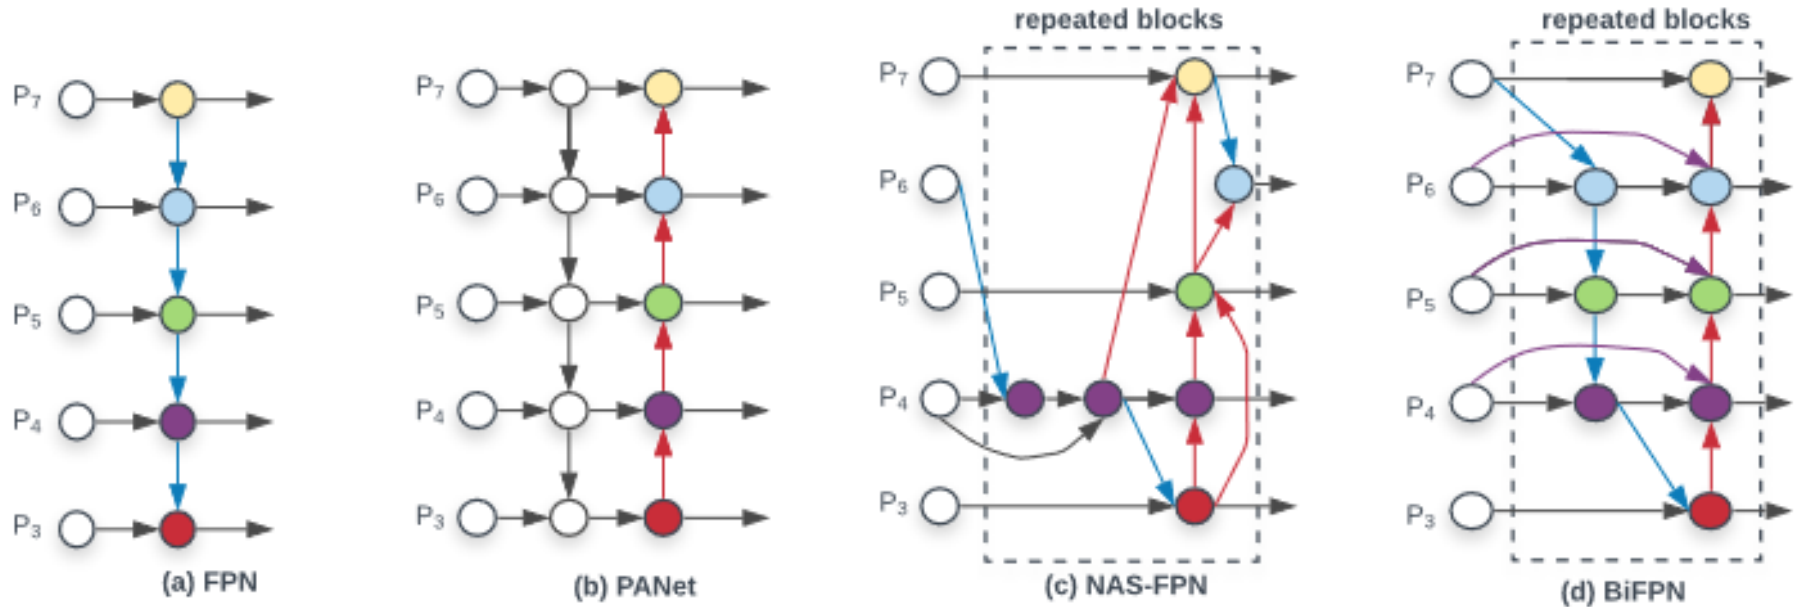 repeated blocks
repeated blocks
P7
P6
P5
P4
P3
(a) FPN
P7
P6
P5
P4
P3
(b) PANet
P7
P6
P5
P4
P3
(c) NAS-FPN
P7
P6
P5
P4
P3
(d) BiFPN